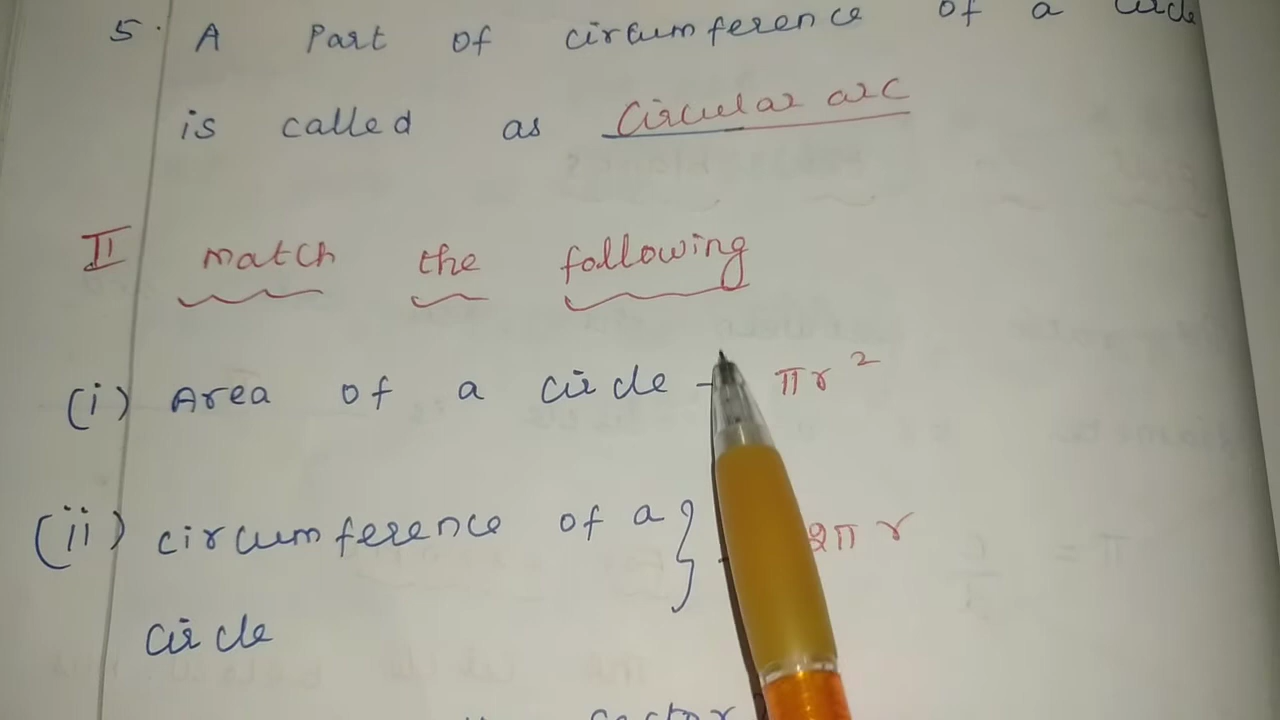 5. A Part of circumference of a circle
is called as Circular arc
II match the following
(i) Area of a circle - πr²
(ii) circumference of a } 2πr
circle
sector